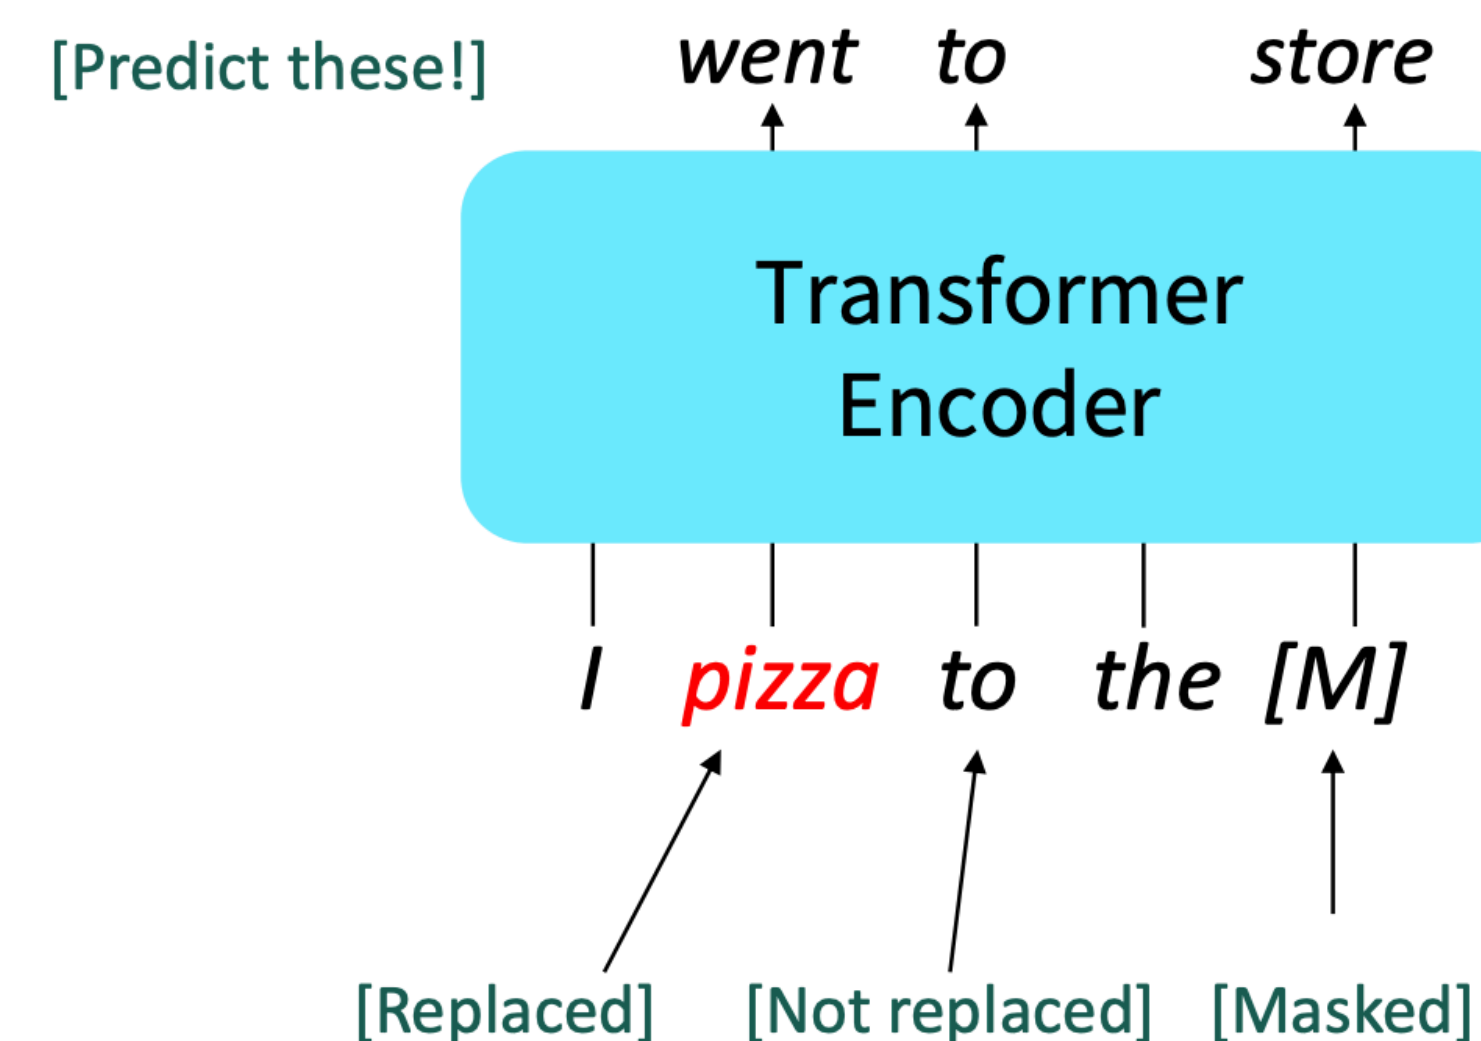 [Predict these!] went to store
Transformer
Encoder
I pizza to the [M]
[Replaced] [Not replaced] [Masked]